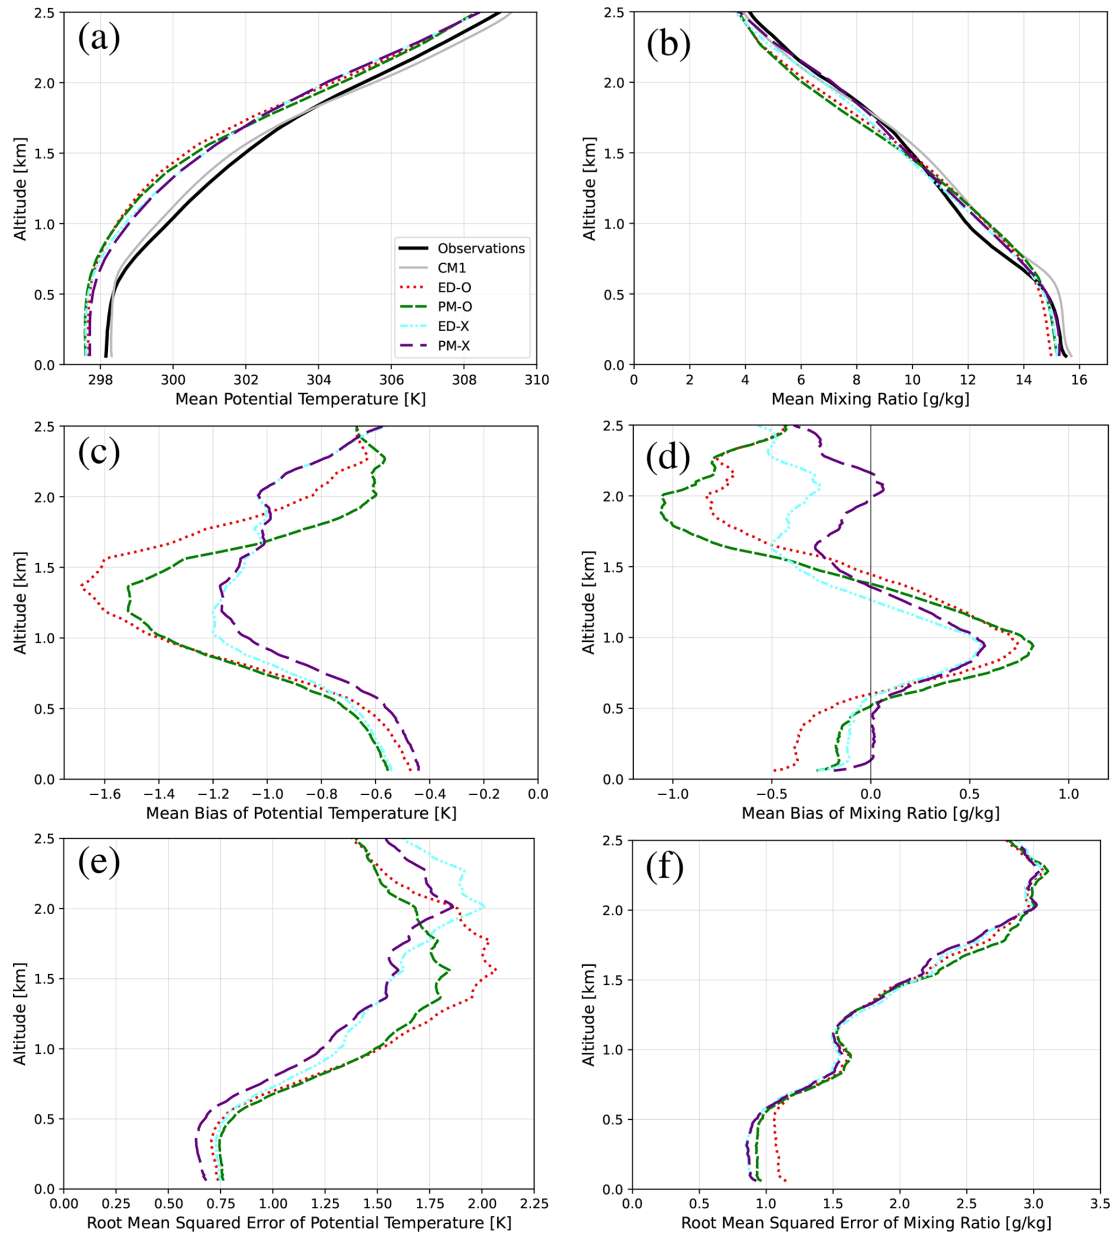 (a)
2.5
2.0
1.5
1.0
0.5
0.0
Altitude [km]
298 300 302 304 306 308 310
Mean Potential Temperature [K]
Observations
CM1
ED-O
PM-O
ED-X
PM-X
(b)
2.5
2.0
1.5
1.0
0.5
0.0
Altitude [km]
0 2 4 6 8 10 12 14 16
Mean Mixing Ratio [g/kg]
(c)
2.5
2.0
1.5
1.0
0.5
0.0
Altitude [km]
−1.6 −1.4 −1.2 −1.0 −0.8 −0.6 −0.4 −0.2 0.0
Mean Bias of Potential Temperature [K]
(d)
2.5
2.0
1.5
1.0
0.5
0.0
Altitude [km]
−1.0 −0.5 0.0 0.5 1.0
Mean Bias of Mixing Ratio [g/kg]
(e)
2.5
2.0
1.5
1.0
0.5
0.0
Altitude [km]
0.00 0.25 0.50 0.75 1.00 1.25 1.50 1.75 2.00 2.25
Root Mean Squared Error of Potential Temperature [K]
(f)
2.5
2.0
1.5
1.0
0.5
0.0
Altitude [km]
0.0 0.5 1.0 1.5 2.0 2.5 3.0 3.5
Root Mean Squared Error of Mixing Ratio [g/kg]